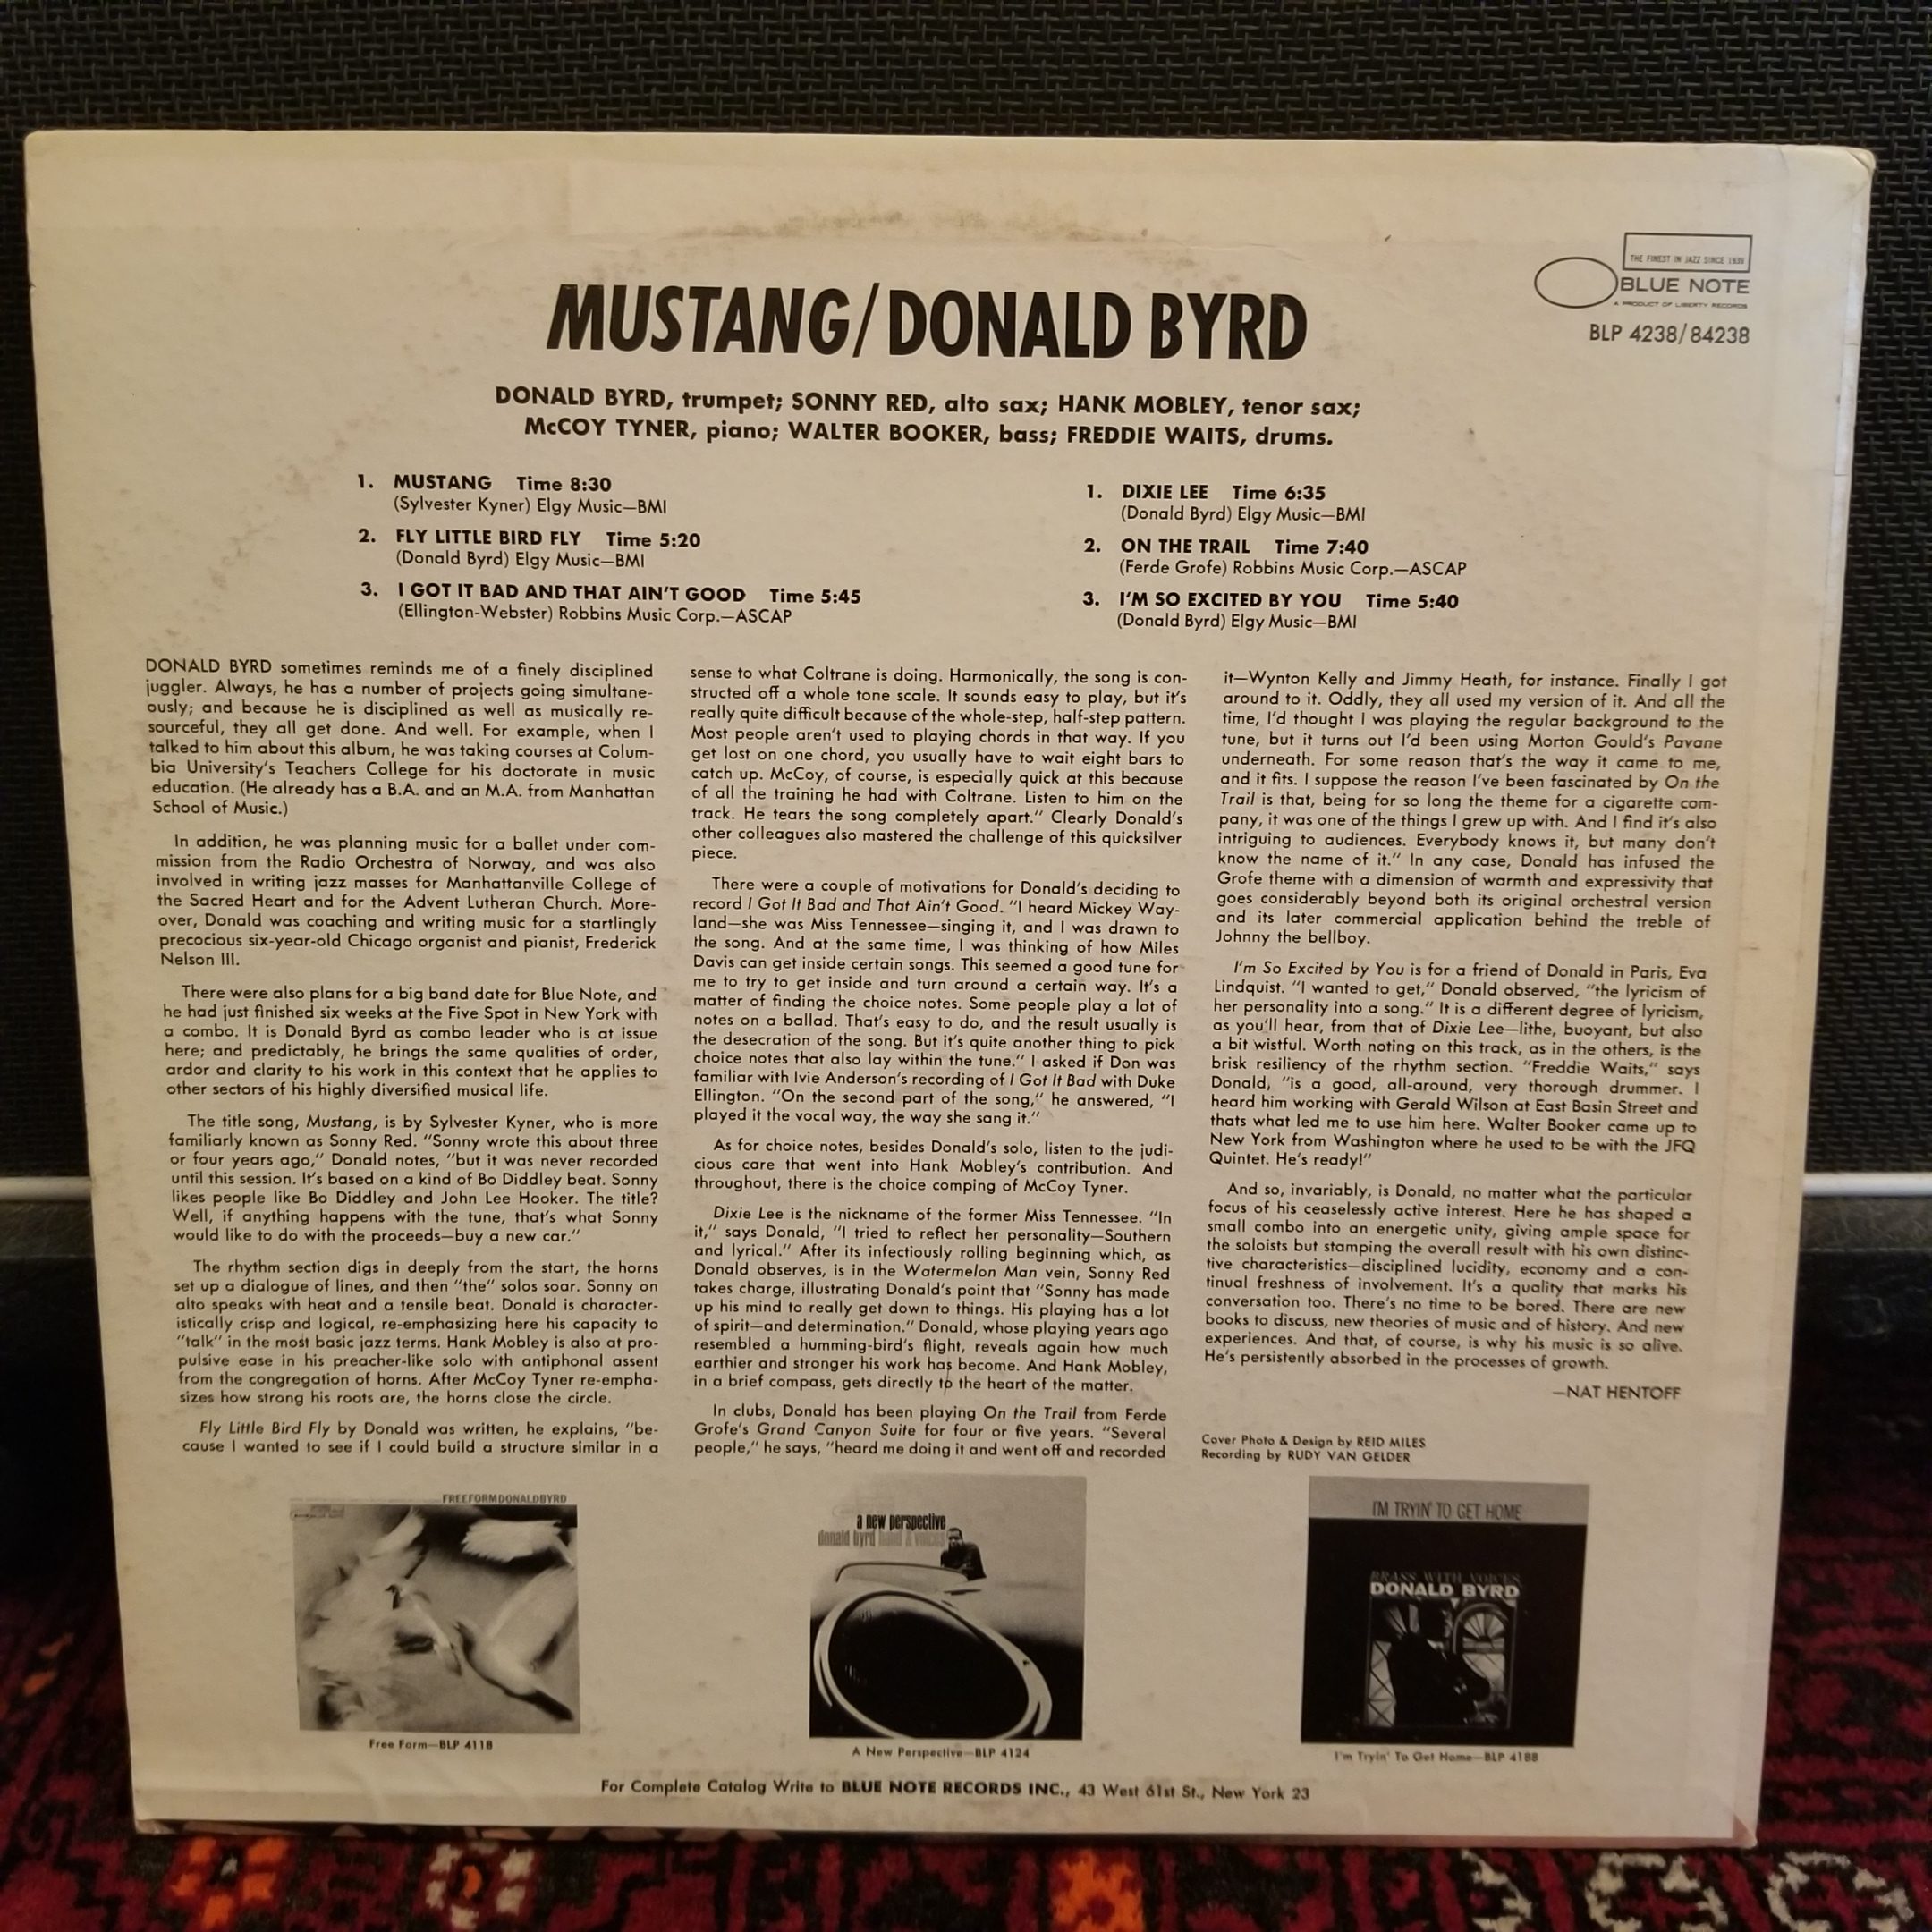 THE FINEST IN JAZZ SINCE 1939
BLUE NOTE
A PRODUCT OF LIBERTY RECORDS
BLP 4238/84238
MUSTANG/DONALD BYRD
DONALD BYRD, trumpet; SONNY RED, alto sax; HANK MOBLEY, tenor sax;
McCOY TYNER, piano; WALTER BOOKER, bass; FREDDIE WAITS, drums.
1. MUSTANG Time 8:30
(Sylvester Kyner) Elgy Music—BMI
2. FLY LITTLE BIRD FLY Time 5:20
(Donald Byrd) Elgy Music—BMI
3. I GOT IT BAD AND THAT AIN'T GOOD Time 5:45
(Ellington-Webster) Robbins Music Corp.—ASCAP
1. DIXIE LEE Time 6:35
(Donald Byrd) Elgy Music—BMI
2. ON THE TRAIL Time 7:40
(Ferde Grofe) Robbins Music Corp.—ASCAP
3. I'M SO EXCITED BY YOU Time 5:40
(Donald Byrd) Elgy Music—BMI
DONALD BYRD sometimes reminds me of a finely disciplined
juggler. Always, he has a number of projects going simultane-
ously; and because he is disciplined as well as musically re-
sourceful, they all get done. And well. For example, when I
talked to him about this album, he was taking courses at Colum-
bia University's Teachers College for his doctorate in music
education. (He already has a B.A. and an M.A. from Manhattan
School of Music.)
In addition, he was planning music for a ballet under com-
mission from the Radio Orchestra of Norway, and was also
involved in writing jazz masses for Manhattanville College of
the Sacred Heart and for the Advent Lutheran Church. More-
over, Donald was coaching and writing music for a startlingly
precocious six-year-old Chicago organist and pianist, Frederick
Nelson III.
There were also plans for a big band date for Blue Note, and
he had just finished six weeks at the Five Spot in New York with
a combo. It is Donald Byrd as combo leader who is at issue
here; and predictably, he brings the same qualities of order,
ardor and clarity to his work in this context that he applies to
other sectors of his highly diversified musical life.
The title song, Mustang, is by Sylvester Kyner, who is more
familiarly known as Sonny Red. "Sonny wrote this about three
or four years ago," Donald notes, "but it was never recorded
until this session. It's based on a kind of Bo Diddley beat. Sonny
likes people like Bo Diddley and John Lee Hooker. The title?
Well, if anything happens with the tune, that's what Sonny
would like to do with the proceeds—buy a new car."
The rhythm section digs in deeply from the start, the horns
set up a dialogue of lines, and then "the" solos soar. Sonny on
alto speaks with heat and a tensile beat. Donald is character-
istically crisp and logical, re-emphasizing here his capacity to
"talk" in the most basic jazz terms. Hank Mobley is also at pro-
pulsive ease in his preacher-like solo with antiphonal assent
from the congregation of horns. After McCoy Tyner re-empha-
sizes how strong his roots are, the horns close the circle.
Fly Little Bird Fly by Donald was written, he explains, "be-
cause I wanted to see if I could build a structure similar in a
sense to what Coltrane is doing. Harmonically, the song is con-
structed off a whole tone scale. It sounds easy to play, but it's
really quite difficult because of the whole-step, half-step pattern.
Most people aren't used to playing chords in that way. If you
get lost on one chord, you usually have to wait eight bars to
catch up. McCoy, of course, is especially quick at this because
of all the training he had with Coltrane. Listen to him on the
track. He tears the song completely apart." Clearly Donald's
other colleagues also mastered the challenge of this quicksilver
piece.
There were a couple of motivations for Donald's deciding to
record I Got It Bad and That Ain't Good. "I heard Mickey Way-
land—she was Miss Tennessee—singing it, and I was drawn to
the song. And at the same time, I was thinking of how Miles
Davis can get inside certain songs. This seemed a good tune for
me to try to get inside and turn around a certain way. It's a
matter of finding the choice notes. Some people play a lot of
notes on a ballad. That's easy to do, and the result usually is
the desecration of the song. But it's quite another thing to pick
choice notes that also lay within the tune." I asked if Don was
familiar with Ivie Anderson's recording of I Got It Bad with Duke
Ellington. "On the second part of the song," he answered, "I
played it the vocal way, the way she sang it."
As for choice notes, besides Donald's solo, listen to the judi-
cious care that went into Hank Mobley's contribution. And
throughout, there is the choice comping of McCoy Tyner.
Dixie Lee is the nickname of the former Miss Tennessee. "In
it," says Donald, "I tried to reflect her personality—Southern
and lyrical." After its infectiously rolling beginning which, as
Donald observes, is in the Watermelon Man vein, Sonny Red
takes charge, illustrating Donald's point that "Sonny has made
up his mind to really get down to things. His playing has a lot
of spirit—and determination." Donald, whose playing years ago
resembled a humming-bird's flight, reveals again how much
earthier and stronger his work has become. And Hank Mobley,
in a brief compass, gets directly to the heart of the matter.
In clubs, Donald has been playing On the Trail from Ferde
Grofe's Grand Canyon Suite for four or five years. "Several
people," he says, "heard me doing it and went off and recorded
it—Wynton Kelly and Jimmy Heath, for instance. Finally I got
around to it. Oddly, they all used my version of it. And all the
time, I'd thought I was playing the regular background to the
tune, but it turns out I'd been using Morton Gould's Pavane
underneath. For some reason that's the way it came to me,
and it fits. I suppose the reason I've been fascinated by On the
Trail is that, being for so long the theme for a cigarette com-
pany, it was one of the things I grew up with. And I find it's also
intriguing to audiences. Everybody knows it, but many don't
know the name of it." In any case, Donald has infused the
Grofe theme with a dimension of warmth and expressivity that
goes considerably beyond both its original orchestral version
and its later commercial application behind the treble of
Johnny the bellboy.
I'm So Excited by You is for a friend of Donald in Paris, Eva
Lindquist. "I wanted to get," Donald observed, "the lyricism of
her personality into a song." It is a different degree of lyricism,
as you'll hear, from that of Dixie Lee—lithe, buoyant, but also
a bit wistful. Worth noting on this track, as in the others, is the
brisk resiliency of the rhythm section. "Freddie Waits," says
Donald, "is a good, all-around, very thorough drummer. I
heard him working with Gerald Wilson at East Basin Street and
thats what led me to use him here. Walter Booker came up to
New York from Washington where he used to be with the JFQ
Quintet. He's ready!"
And so, invariably, is Donald, no matter what the particular
focus of his ceaselessly active interest. Here he has shaped a
small combo into an energetic unity, giving ample space for
the soloists but stamping the overall result with his own distinc-
tive characteristics—disciplined lucidity, economy and a con-
tinual freshness of involvement. It's a quality that marks his
conversation too. There's no time to be bored. There are new
books to discuss, new theories of music and of history. And new
experiences. And that, of course, is why his music is so alive.
He's persistently absorbed in the processes of growth.
—NAT HENTOFF
Cover Photo & Design by REID MILES
Recording by RUDY VAN GELDER
FREEFORMDONALDBYRD
a new perspective
donald byrd band & voices
I'M TRYIN' TO GET HOME
BRASS WITH VOICES
DONALD BYRD
Free Form—BLP 4118
A New Perspective—BLP 4124
I'm Tryin' To Get Home—BLP 4188
For Complete Catalog Write to BLUE NOTE RECORDS INC., 43 West 61st St., New York 23